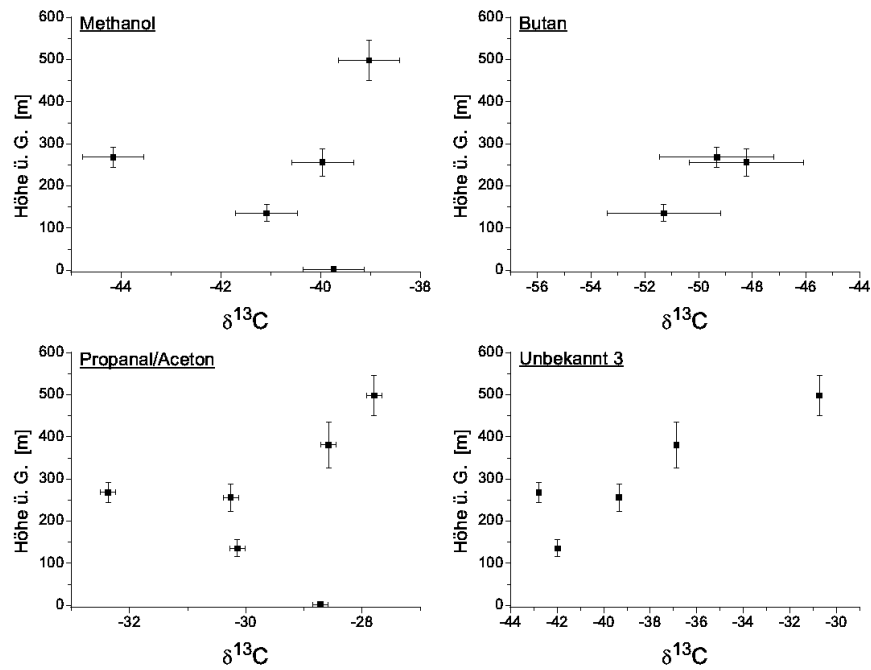 Methanol
600
500
400
300
200
100
0
Höhe ü. G. [m]
-44 -42 -40 -38
δ¹³C
Butan
600
500
400
300
200
100
0
Höhe ü. G. [m]
-56 -54 -52 -50 -48 -46 -44
δ¹³C
Propanal/Aceton
600
500
400
300
200
100
0
Höhe ü. G. [m]
-32 -30 -28
δ¹³C
Unbekannt 3
600
500
400
300
200
100
0
Höhe ü. G. [m]
-44 -42 -40 -38 -36 -34 -32 -30
δ¹³C